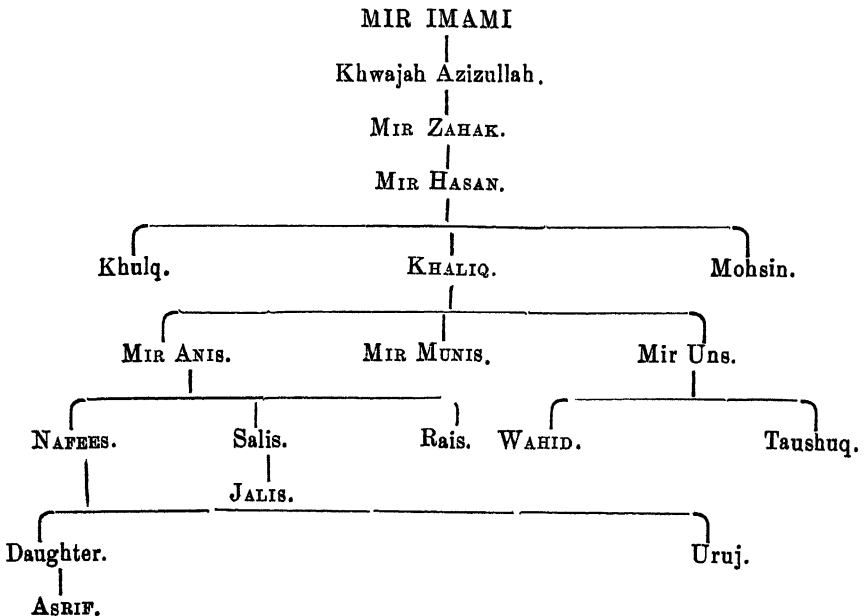 MIR IMAMI
Khwajah Azizullah.
MIR ZAHAK.
MIR HASAN.
Khulq. KHALIQ. Mohsin.
MIR ANIS. MIR MUNIS. Mir Uns.
NAFEES. Salis. Rais. WAHID. Taushuq.
JALIS.
Daughter. Uruj.
ASRIF.